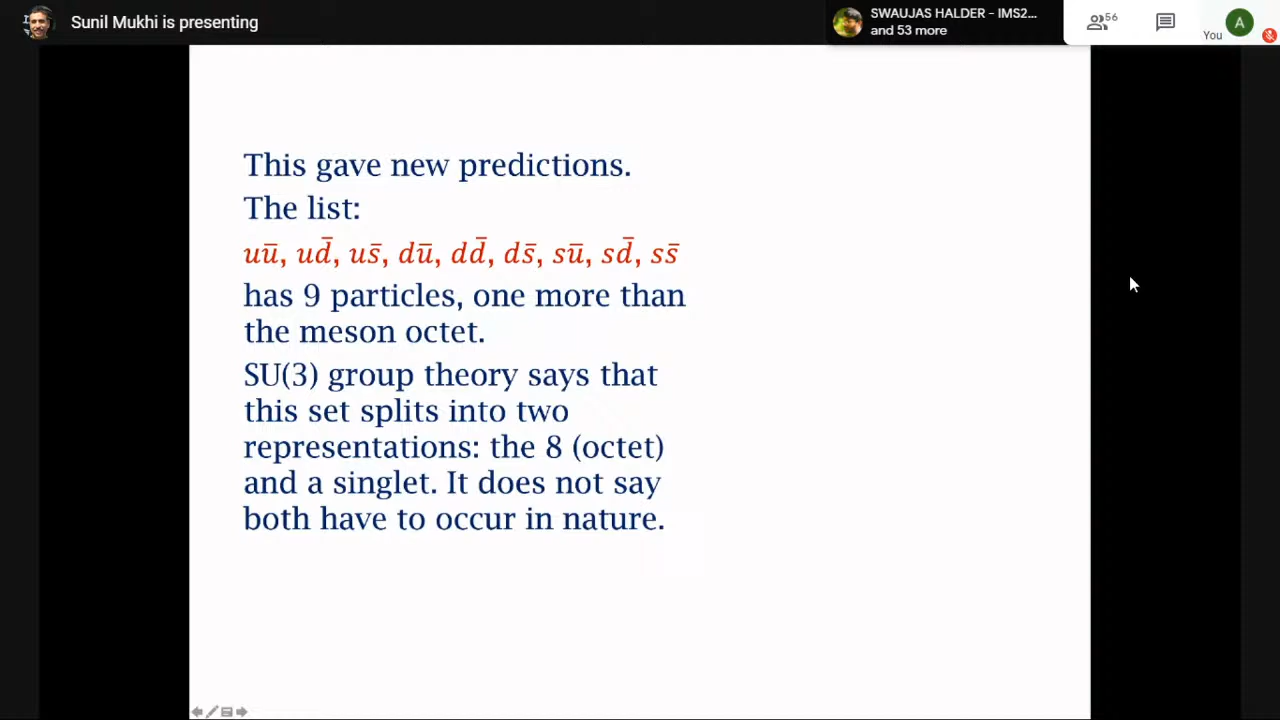 Sunil Mukhi is presenting
SWAUJAS HALDER - IMS2...
and 53 more
56
You
A
This gave new predictions.
The list:
uū, ud̄, us̄, dū, dd̄, ds̄, sū, sd̄, ss̄
has 9 particles, one more than
the meson octet.
SU(3) group theory says that
this set splits into two
representations: the 8 (octet)
and a singlet. It does not say
both have to occur in nature.